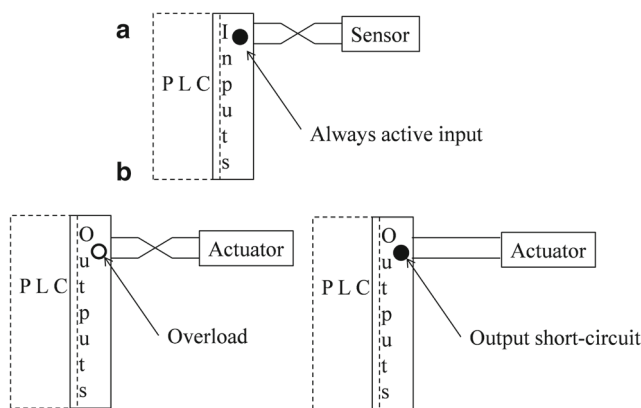 a
Inputs
Sensor
PLC
Always active input
b
Outputs
Actuator
PLC
Overload
Outputs
Actuator
PLC
Output short-circuit